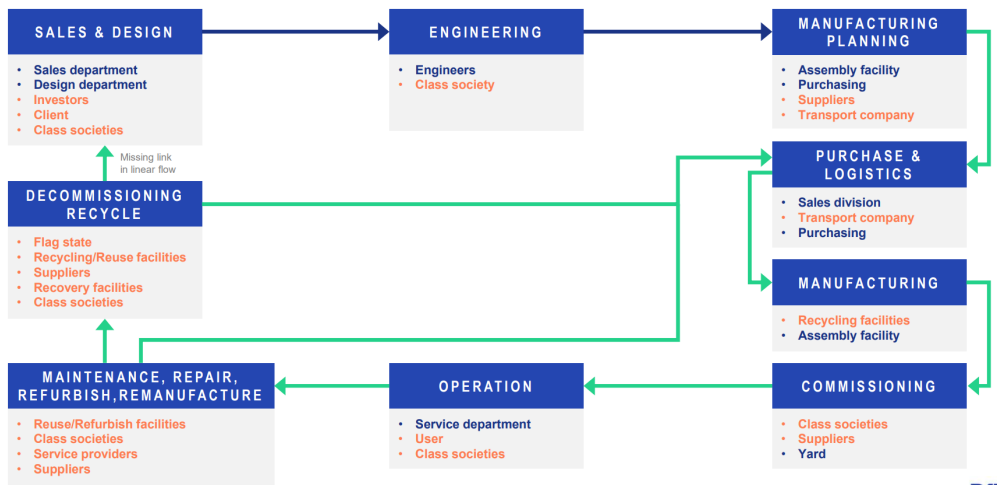 SALES & DESIGN
• Sales department
• Design department
• Investors
• Client
• Class societies
ENGINEERING
• Engineers
• Class society
MANUFACTURING
PLANNING
• Assembly facility
• Purchasing
• Suppliers
• Transport company
Missing link
in linear flow
PURCHASE &
LOGISTICS
• Sales division
• Transport company
• Purchasing
DECOMMISSIONING
RECYCLE
• Flag state
• Recycling/Reuse facilities
• Suppliers
• Recovery facilities
• Class societies
MANUFACTURING
• Recycling facilities
• Assembly facility
MAINTENANCE, REPAIR,
REFURBISH,REMANUFACTURE
• Reuse/Refurbish facilities
• Class societies
• Service providers
• Suppliers
OPERATION
• Service department
• User
• Class societies
COMMISSIONING
• Class societies
• Suppliers
• Yard